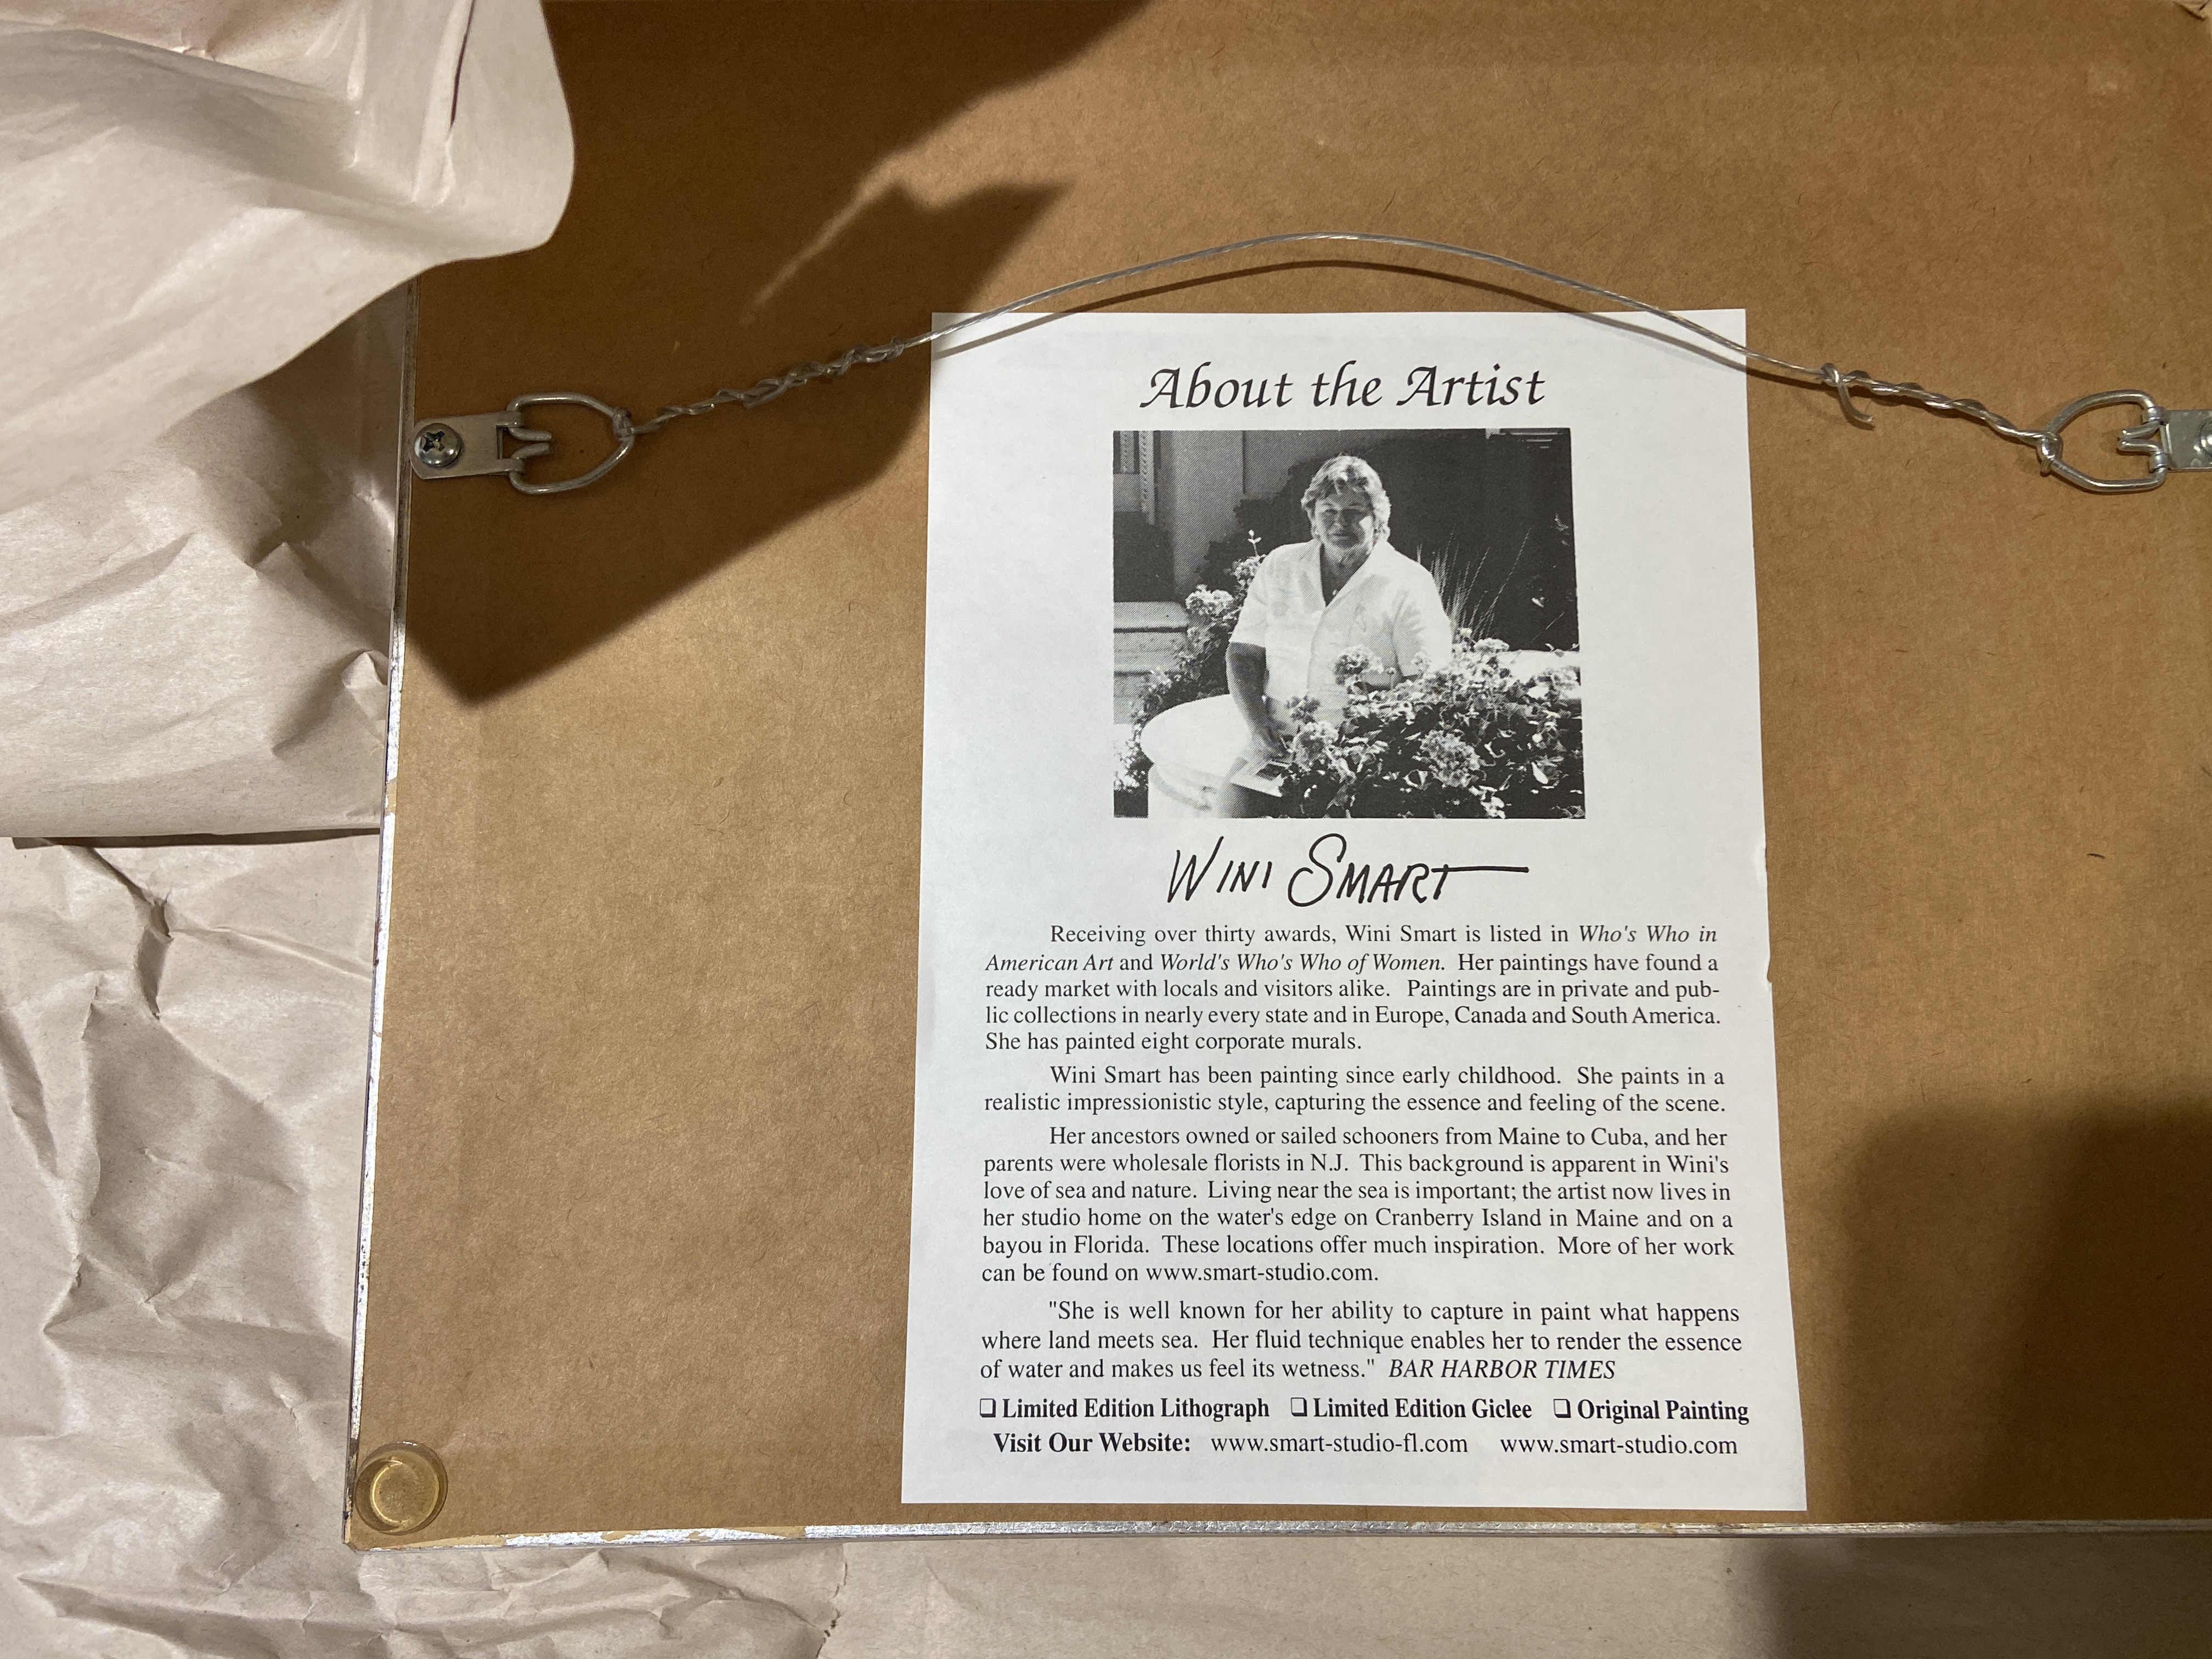 About the Artist
WINI SMART
Receiving over thirty awards, Wini Smart is listed in Who's Who in
American Art and World's Who's Who of Women. Her paintings have found a
ready market with locals and visitors alike. Paintings are in private and pub-
lic collections in nearly every state and in Europe, Canada and South America.
She has painted eight corporate murals.
Wini Smart has been painting since early childhood. She paints in a
realistic impressionistic style, capturing the essence and feeling of the scene.
Her ancestors owned or sailed schooners from Maine to Cuba, and her
parents were wholesale florists in N.J. This background is apparent in Wini's
love of sea and nature. Living near the sea is important; the artist now lives in
her studio home on the water's edge on Cranberry Island in Maine and on a
bayou in Florida. These locations offer much inspiration. More of her work
can be found on www.smart-studio.com.
"She is well known for her ability to capture in paint what happens
where land meets sea. Her fluid technique enables her to render the essence
of water and makes us feel its wetness." BAR HARBOR TIMES
❑ Limited Edition Lithograph ❑ Limited Edition Giclee ❑ Original Painting
Visit Our Website: www.smart-studio-fl.com www.smart-studio.com